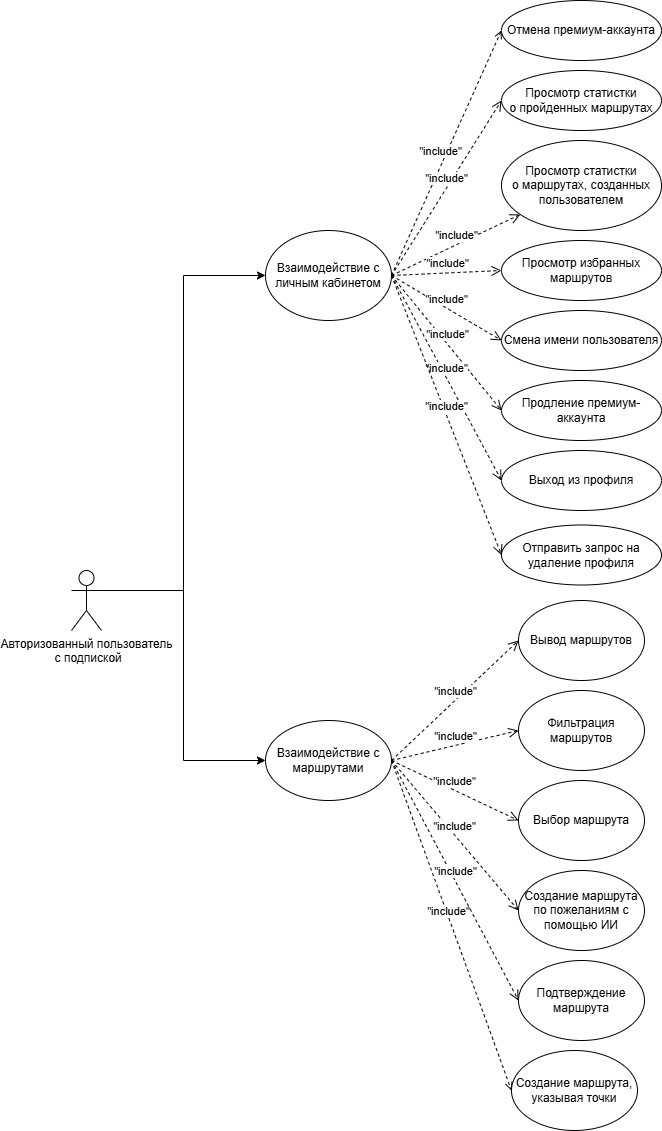 Отмена премиум-аккаунта
Просмотр статистки
о пройденных маршрутах
"include"
"include"
Просмотр статистки
о маршрутах, созданных
пользователем
"include"
Взаимодействие с
личным кабинетом
"include"
Просмотр избранных
маршрутов
"include"
"include"
Смена имени пользователя
"include"
"include"
Продление премиум-
аккаунта
Выход из профиля
Отправить запрос на
удаление профиля
Авторизованный пользователь
с подпиской
Вывод маршрутов
"include"
Фильтрация
маршрутов
"include"
Взаимодействие с
маршрутами
"include"
Выбор маршрута
"include"
"include"
Создание маршрута
по пожеланиям с
помощью ИИ
"include"
Подтверждение
маршрута
Создание маршрута,
указывая точки